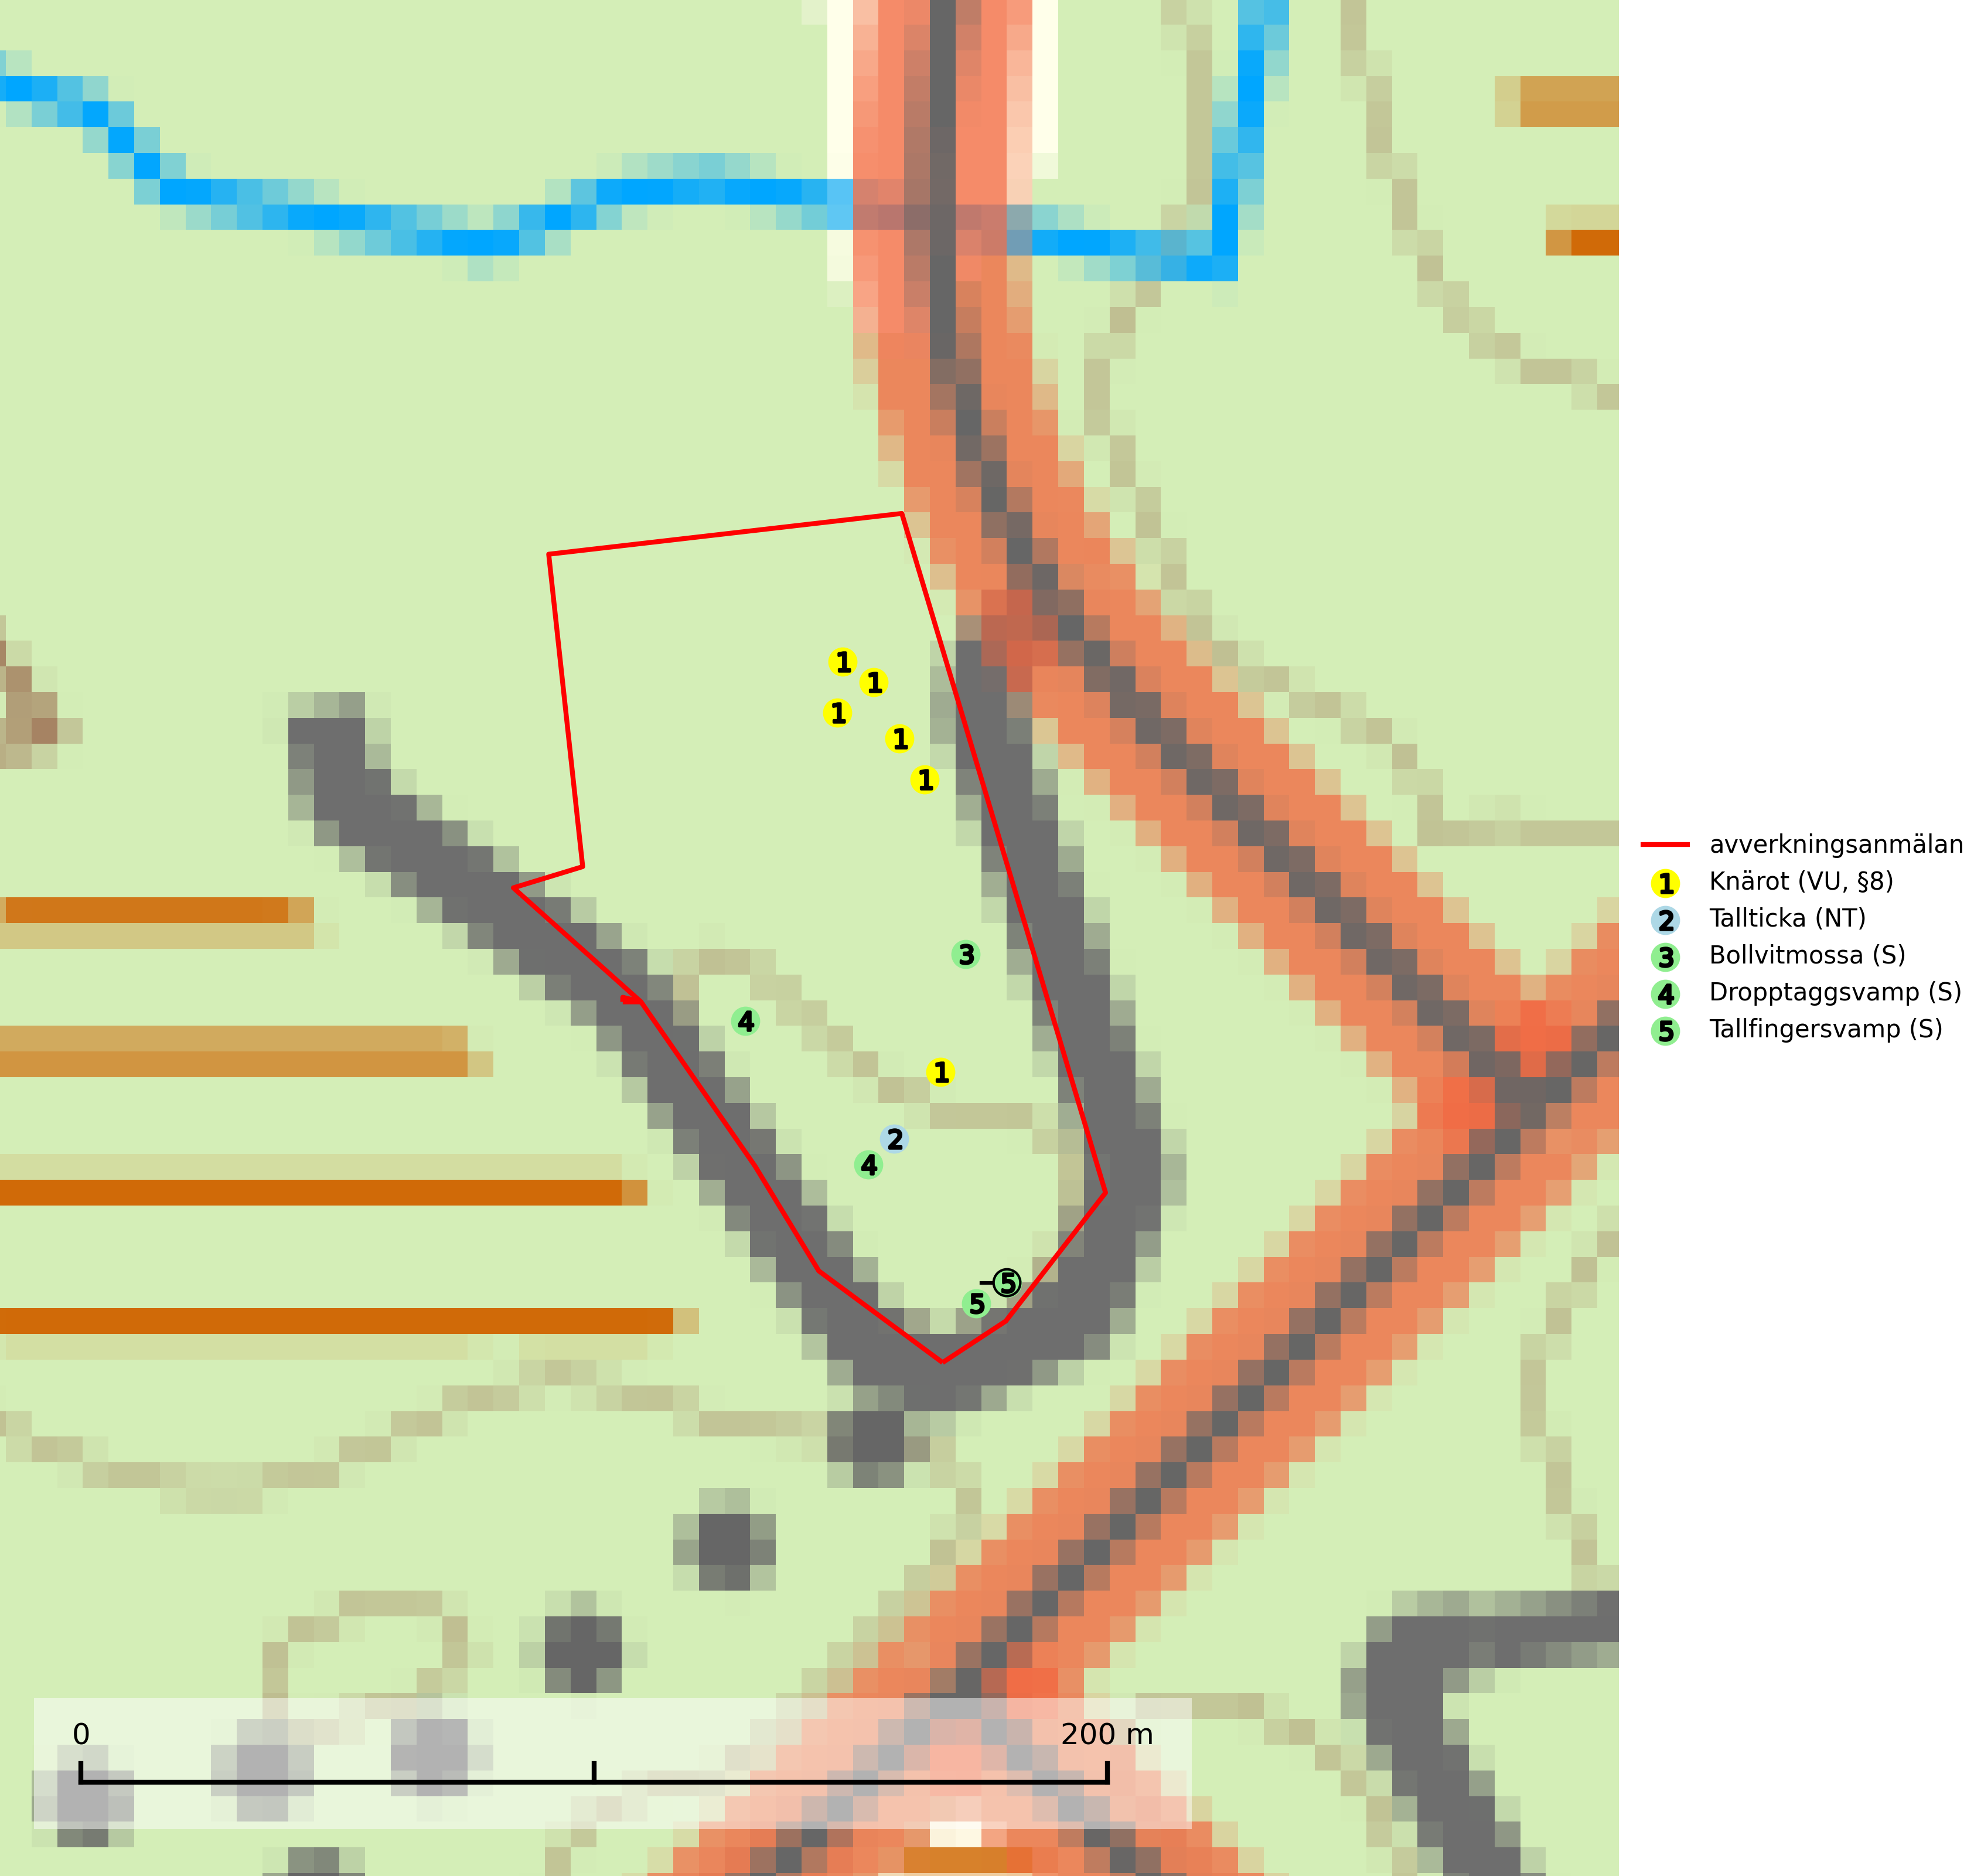 1
1
1
1
1
3
4
1
2
4
5
5
0
200 m
avverkningsanmälan
1 Knärot (VU, §8)
2 Tallticka (NT)
3 Bollvitmossa (S)
4 Dropptaggsvamp (S)
5 Tallfingersvamp (S)